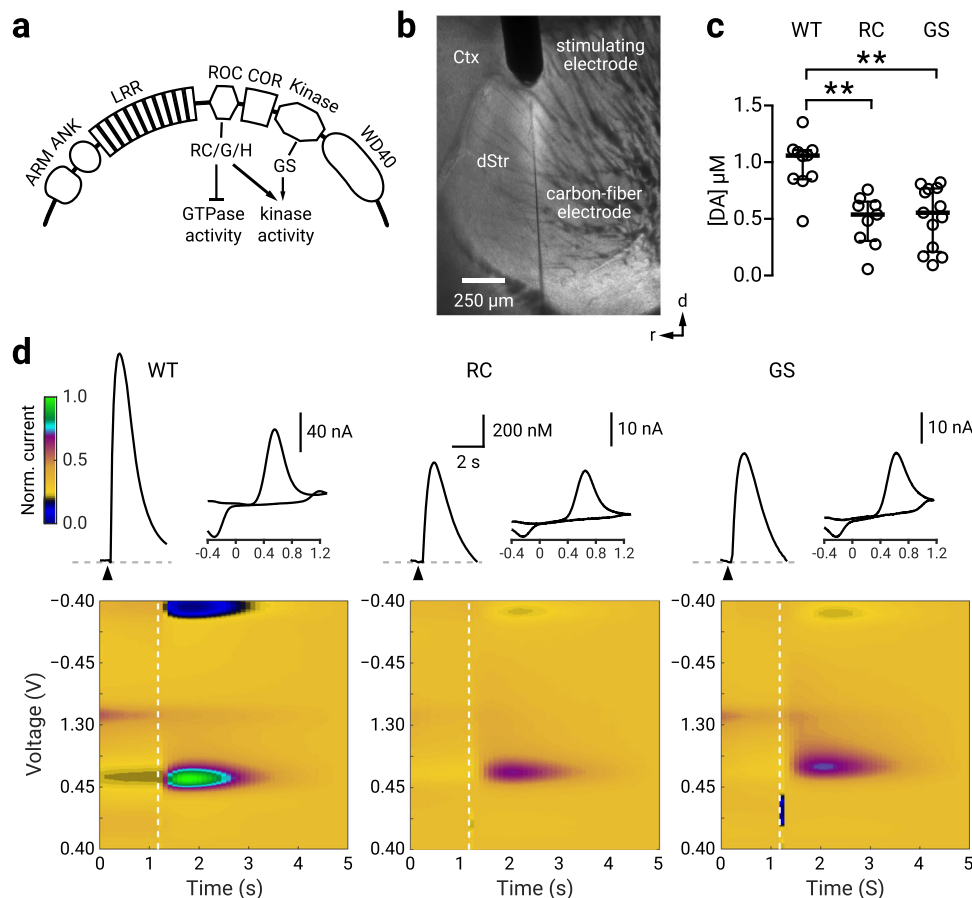 a
ARM ANK LRR ROC COR Kinase WD40
RC/G/H
GS
GTPase activity
kinase activity
b
Ctx
stimulating
electrode
dStr
carbon-fiber
electrode
250 µm
d
r
c
WT RC GS
**
**
[DA] µM
1.5
1.0
0.5
0.0
d
WT
RC
GS
Norm. current
1.0
0.5
0.0
40 nA
200 nM
2 s
10 nA
10 nA
-0.4 0 0.4 0.8 1.2
-0.4 0 0.4 0.8 1.2
-0.4 0 0.4 0.8 1.2
Voltage (V)
−0.40
−0.45
1.30
0.45
0.40
0 1 2 3 4 5
Time (s)
−0.40
−0.45
1.30
0.45
0.40
0 1 2 3 4 5
Time (s)
−0.40
−0.45
1.30
0.45
0.40
0 1 2 3 4 5
Time (S)